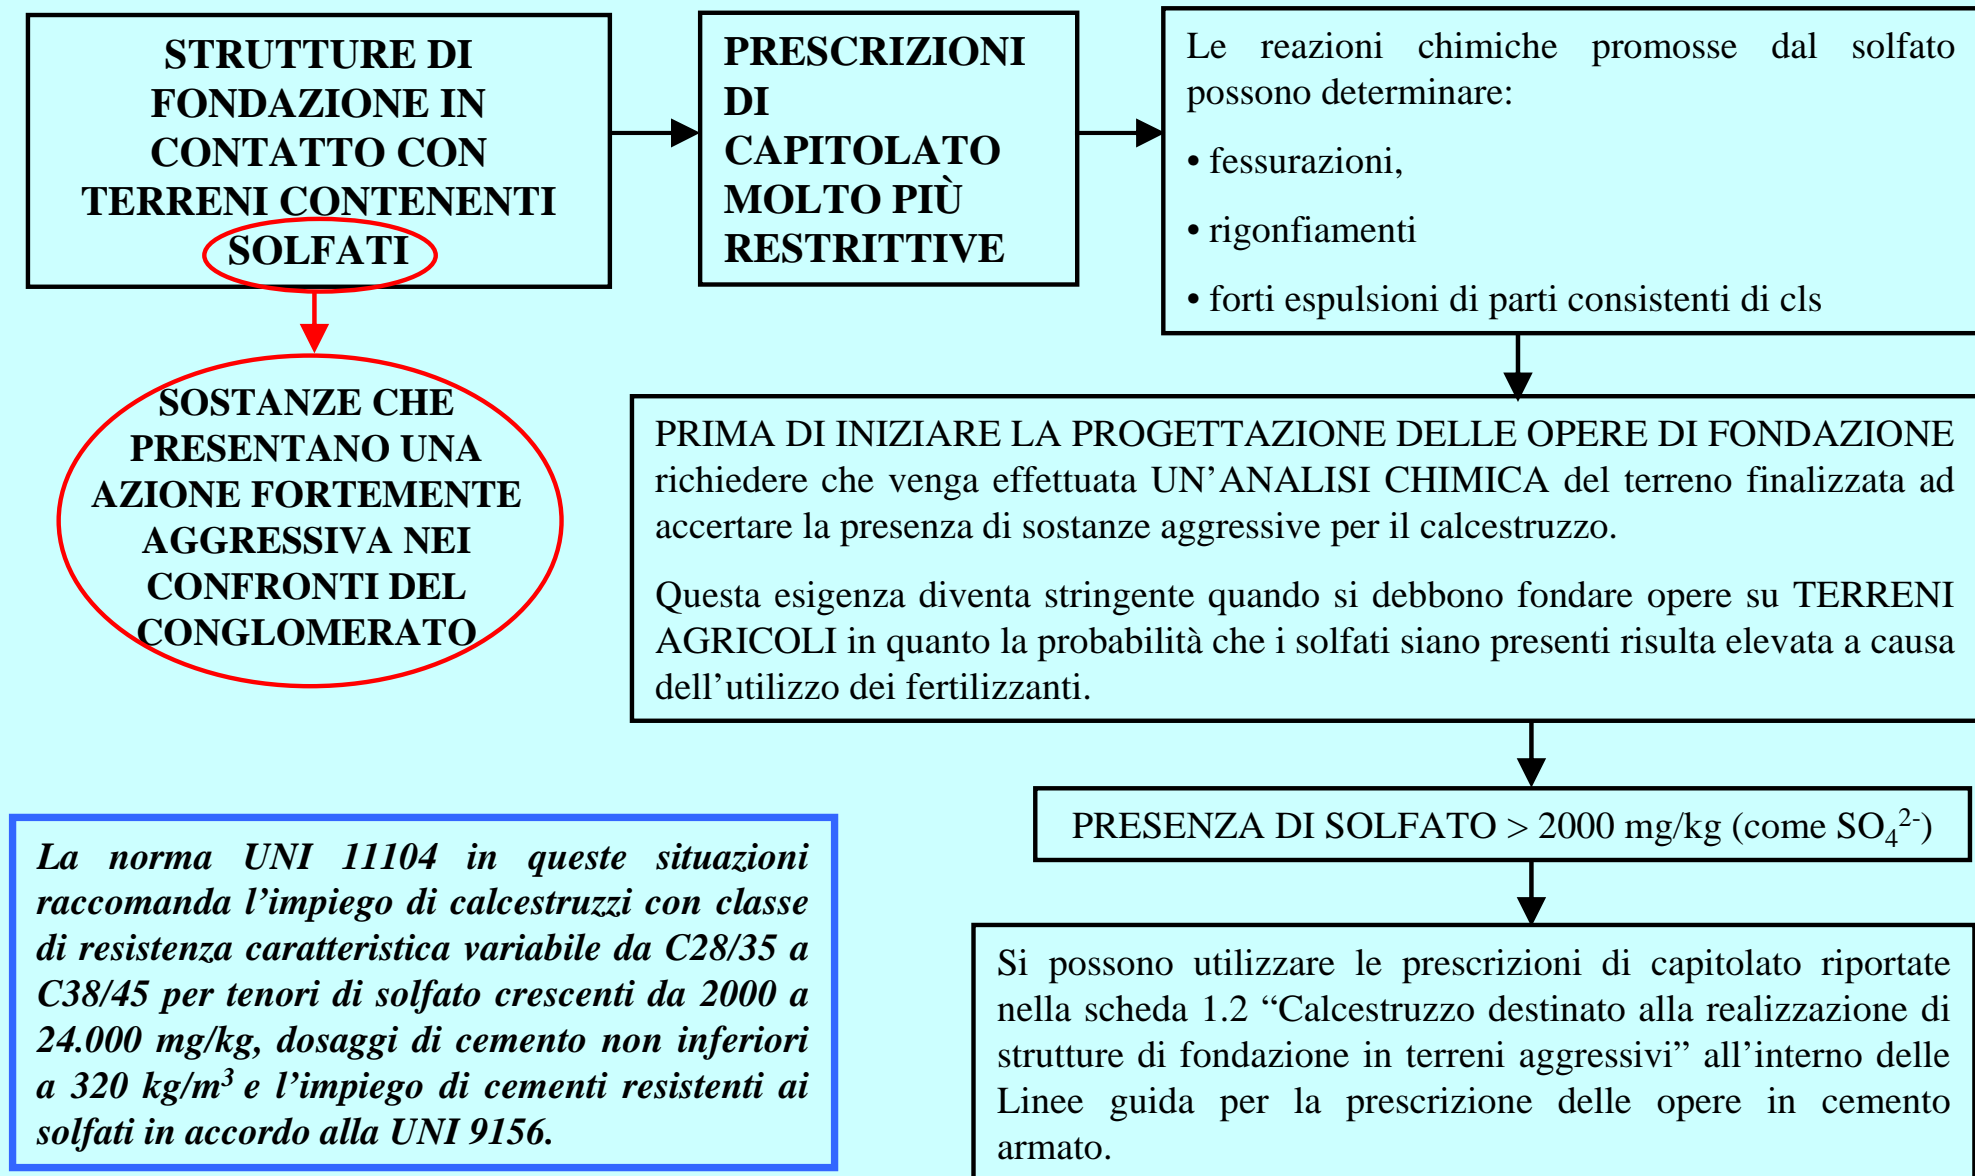 STRUTTURE DI
FONDAZIONE IN
CONTATTO CON
TERRENI CONTENENTI
SOLFATI
PRESCRIZIONI
DI
CAPITOLATO
MOLTO PIÙ
RESTRITTIVE
Le reazioni chimiche promosse dal solfato
possono determinare:
• fessurazioni,
• rigonfiamenti
• forti espulsioni di parti consistenti di cls
SOSTANZE CHE
PRESENTANO UNA
AZIONE FORTEMENTE
AGGRESSIVA NEI
CONFRONTI DEL
CONGLOMERATO
PRIMA DI INIZIARE LA PROGETTAZIONE DELLE OPERE DI FONDAZIONE
richiedere che venga effettuata UN’ANALISI CHIMICA del terreno finalizzata ad
accertare la presenza di sostanze aggressive per il calcestruzzo.
Questa esigenza diventa stringente quando si debbono fondare opere su TERRENI
AGRICOLI in quanto la probabilità che i solfati siano presenti risulta elevata a causa
dell’utilizzo dei fertilizzanti.
PRESENZA DI SOLFATO > 2000 mg/kg (come SO₄²⁻)
La norma UNI 11104 in queste situazioni
raccomanda l’impiego di calcestruzzi con classe
di resistenza caratteristica variabile da C28/35 a
C38/45 per tenori di solfato crescenti da 2000 a
24.000 mg/kg, dosaggi di cemento non inferiori
a 320 kg/m³ e l’impiego di cementi resistenti ai
solfati in accordo alla UNI 9156.
Si possono utilizzare le prescrizioni di capitolato riportate
nella scheda 1.2 “Calcestruzzo destinato alla realizzazione di
strutture di fondazione in terreni aggressivi” all’interno delle
Linee guida per la prescrizione delle opere in cemento
armato.